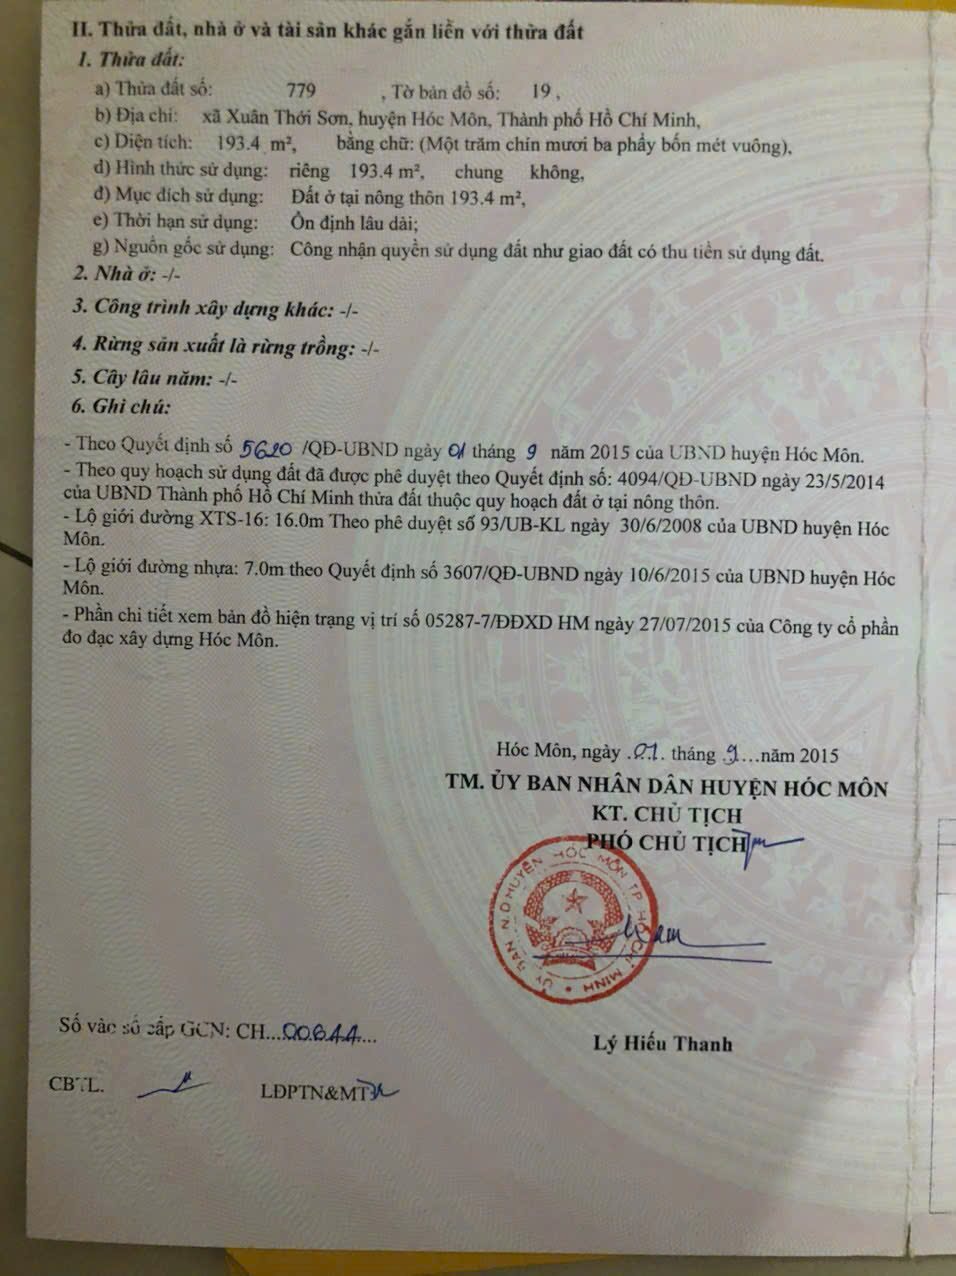 II. Thửa đất, nhà ở và tài sản khác gắn liền với thửa đất
1. Thửa đất:
a) Thửa đất số: 779 , Tờ bản đồ số: 19 ,
b) Địa chỉ: xã Xuân Thới Sơn, huyện Hóc Môn, Thành phố Hồ Chí Minh,
c) Diện tích: 193.4 m², bằng chữ: (Một trăm chín mươi ba phẩy bốn mét vuông),
d) Hình thức sử dụng: riêng 193.4 m², chung không,
đ) Mục đích sử dụng: Đất ở tại nông thôn 193.4 m²,
e) Thời hạn sử dụng: Ổn định lâu dài;
g) Nguồn gốc sử dụng: Công nhận quyền sử dụng đất như giao đất có thu tiền sử dụng đất.
2. Nhà ở: -/-
3. Công trình xây dựng khác: -/-
4. Rừng sản xuất là rừng trồng: -/-
5. Cây lâu năm: -/-
6. Ghi chú:
- Theo Quyết định số 5620 /QĐ-UBND ngày 01 tháng 9 năm 2015 của UBND huyện Hóc Môn.
- Theo quy hoạch sử dụng đất đã được phê duyệt theo Quyết định số: 4094/QĐ-UBND ngày 23/5/2014
của UBND Thành phố Hồ Chí Minh thửa đất thuộc quy hoạch đất ở tại nông thôn.
- Lộ giới đường XTS-16: 16.0m Theo phê duyệt số 93/UB-KL ngày 30/6/2008 của UBND huyện Hóc
Môn.
- Lộ giới đường nhựa: 7.0m theo Quyết định số 3607/QĐ-UBND ngày 10/6/2015 của UBND huyện Hóc
Môn.
- Phần chi tiết xem bản đồ hiện trạng vị trí số 05287-7/ĐĐXD HM ngày 27/07/2015 của Công ty cổ phần
đo đạc xây dựng Hóc Môn.
Hóc Môn, ngày .01. tháng .9....năm 2015
TM. ỦY BAN NHÂN DÂN HUYỆN HÓC MÔN
KT. CHỦ TỊCH
PHÓ CHỦ TỊCH
ỦY BAN N.D HUYỆN HÓC MÔN TP HỒ CHÍ MINH
Lý Hiếu Thanh
Số vào sổ cấp GCN: CH...00644...
CBTL.
LĐPTN&MT